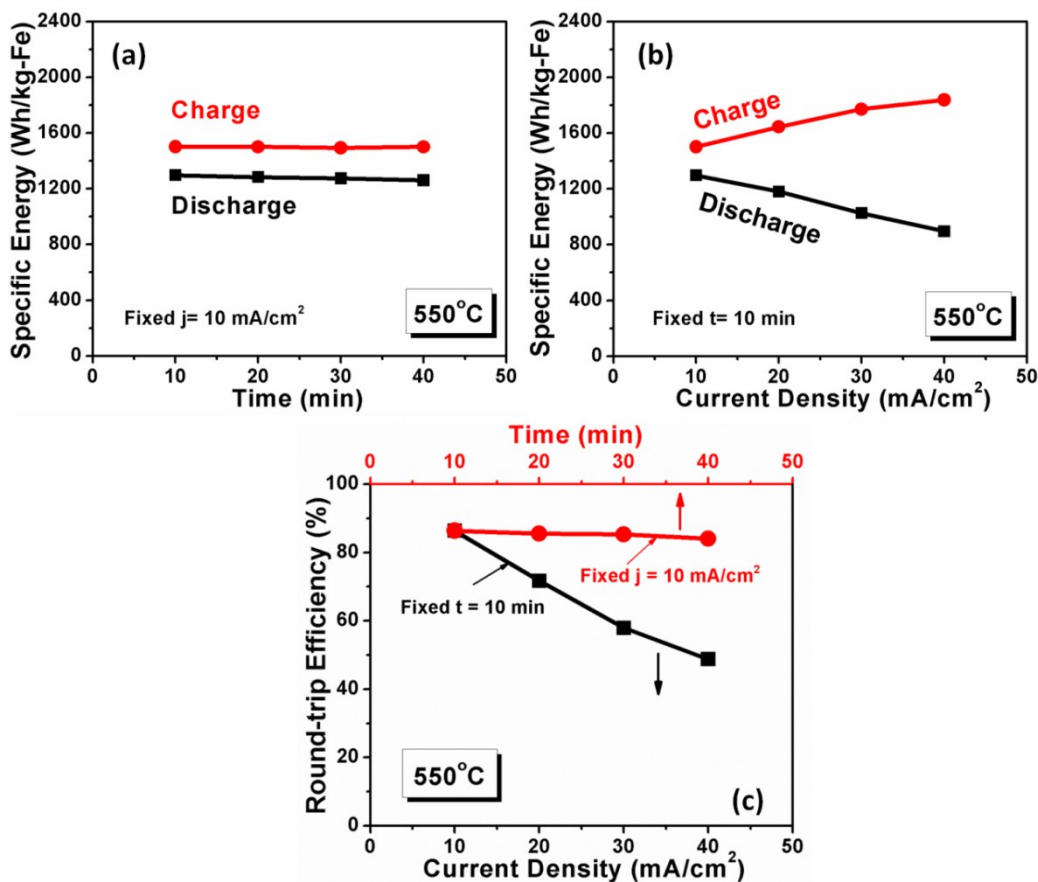 (a)
Specific Energy (Wh/kg-Fe)
2400
2000
1600
1200
800
400
0
Charge
Discharge
Fixed j= 10 mA/cm²
550°C
0 10 20 30 40 50
Time (min)
(b)
Specific Energy (Wh/kg-Fe)
2400
2000
1600
1200
800
400
0
Charge
Discharge
Fixed t= 10 min
550°C
0 10 20 30 40 50
Current Density (mA/cm²)
Time (min)
0 10 20 30 40 50
Round-trip Efficiency (%)
100
80
60
40
20
0
Fixed j = 10 mA/cm²
Fixed t = 10 min
550°C
(c)
0 10 20 30 40 50
Current Density (mA/cm²)